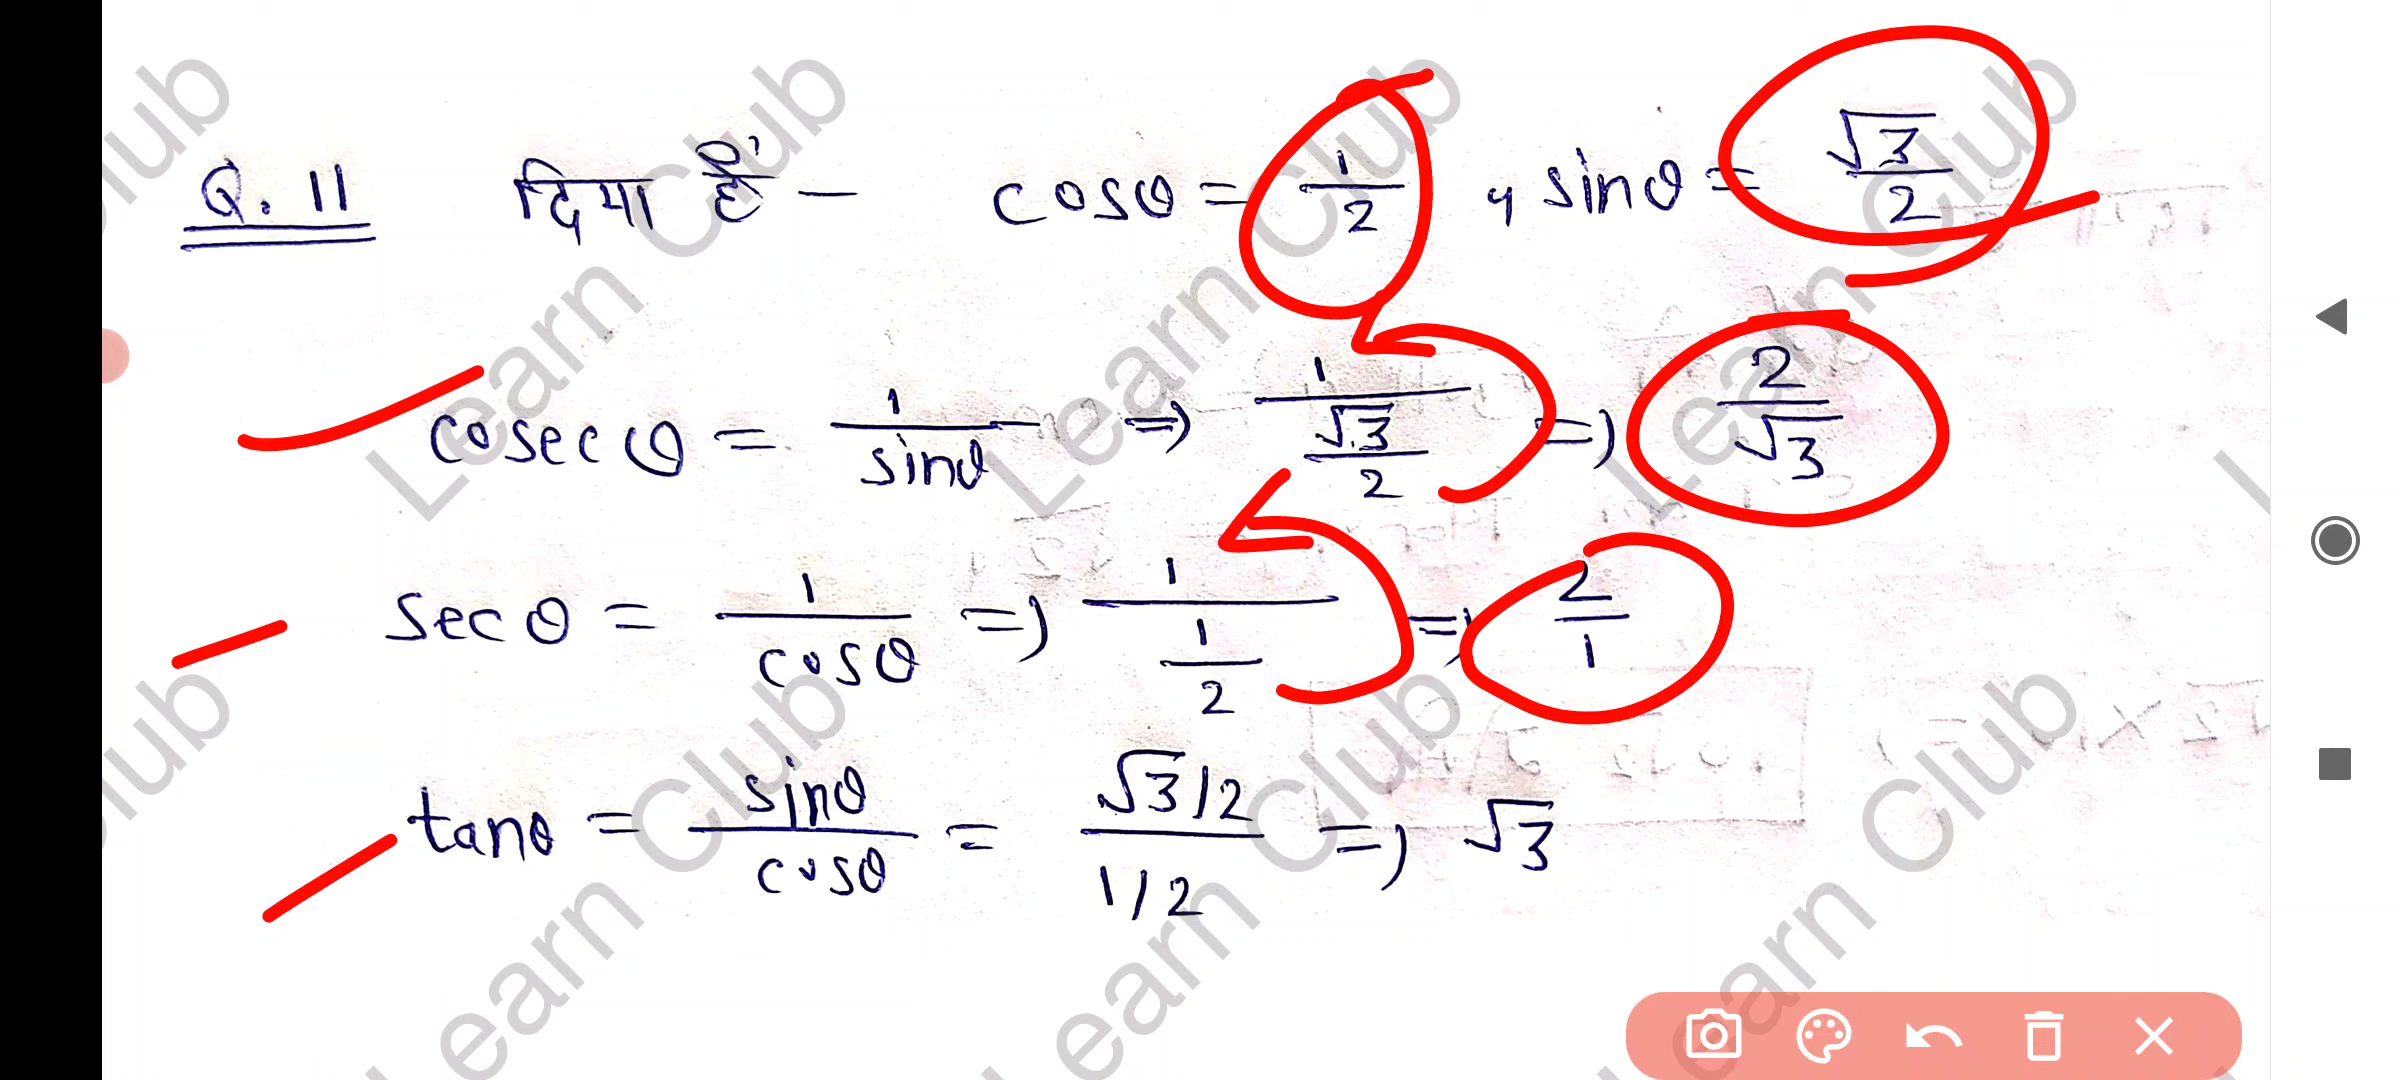 Q. 11 दिया है - cosθ = 1/2 , sinθ = √3/2
cosecθ = 1/sinθ => 1/(√3/2) => 2/√3
secθ = 1/cosθ => 1/(1/2) => 2/1
tanθ = sinθ/cosθ = (√3/2)/(1/2) => √3
Learn Club